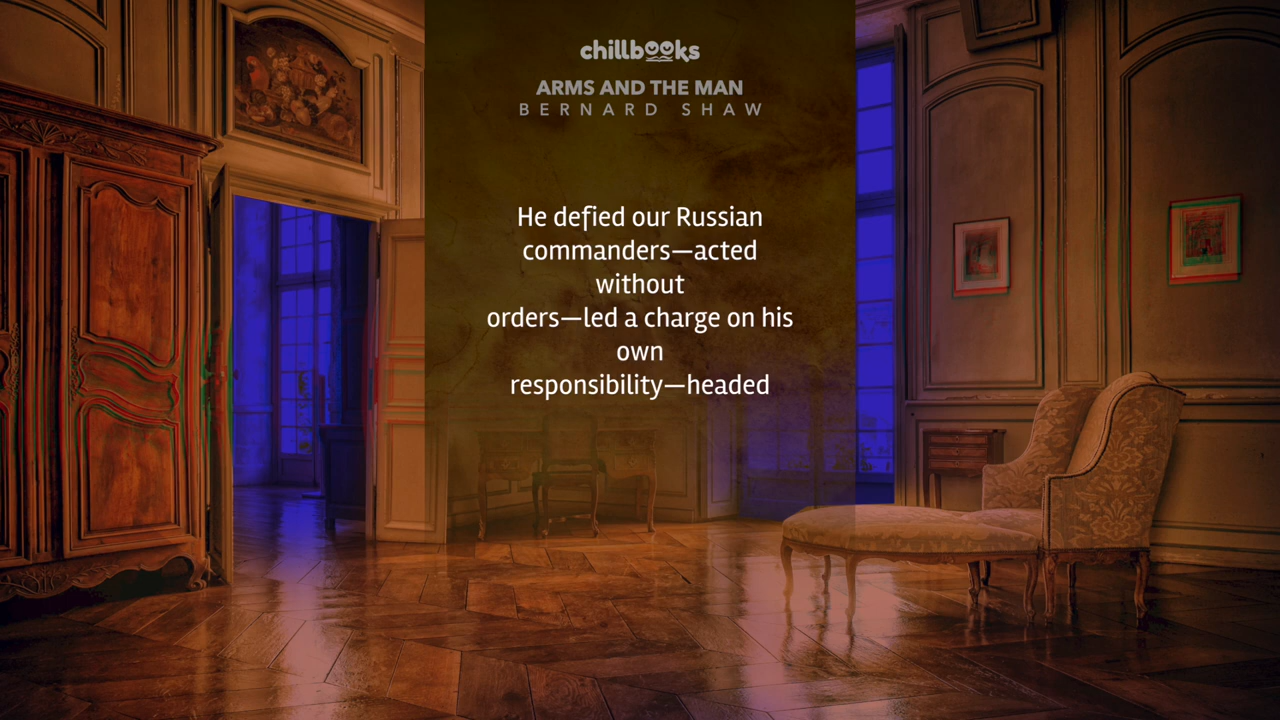 chillbooks
ARMS AND THE MAN
BERNARD SHAW
He defied our Russian
commanders—acted
without
orders—led a charge on his
own
responsibility—headed